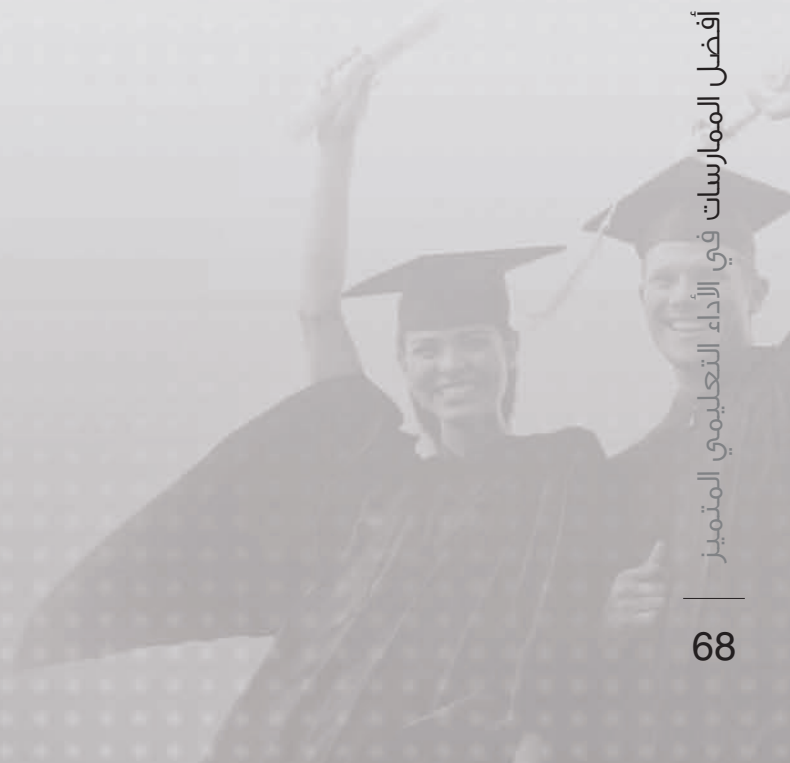 أفضل الممارسات في الأداء التعليمي المتميز
68